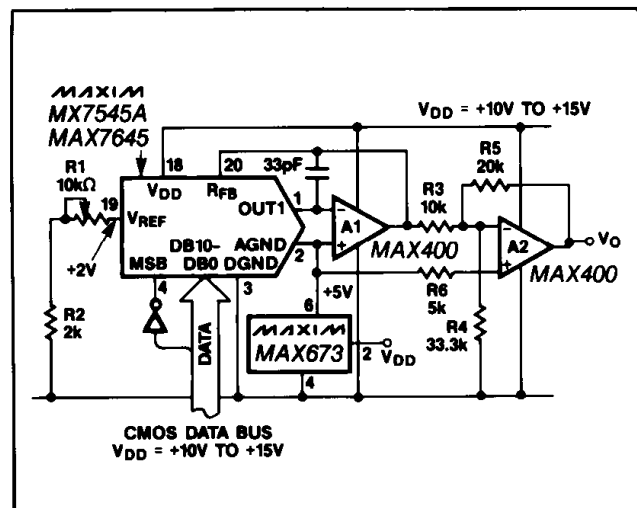 MAXIM
MX7545A
MAX7645
VDD = +10V TO +15V
R1
10kΩ
19
18
20
33pF
R5
20k
VDD
RFB
OUT1
1
VREF
+2V
MSB
DB10-
DB0
AGND
DGND
2
4
3
A1
MAX400
R3
10k
A2
MAX400
VO
R6
5k
R4
33.3k
+5V
6
MAXIM
MAX673
2
VDD
4
R2
2k
DATA
CMOS DATA BUS
VDD = +10V TO +15V